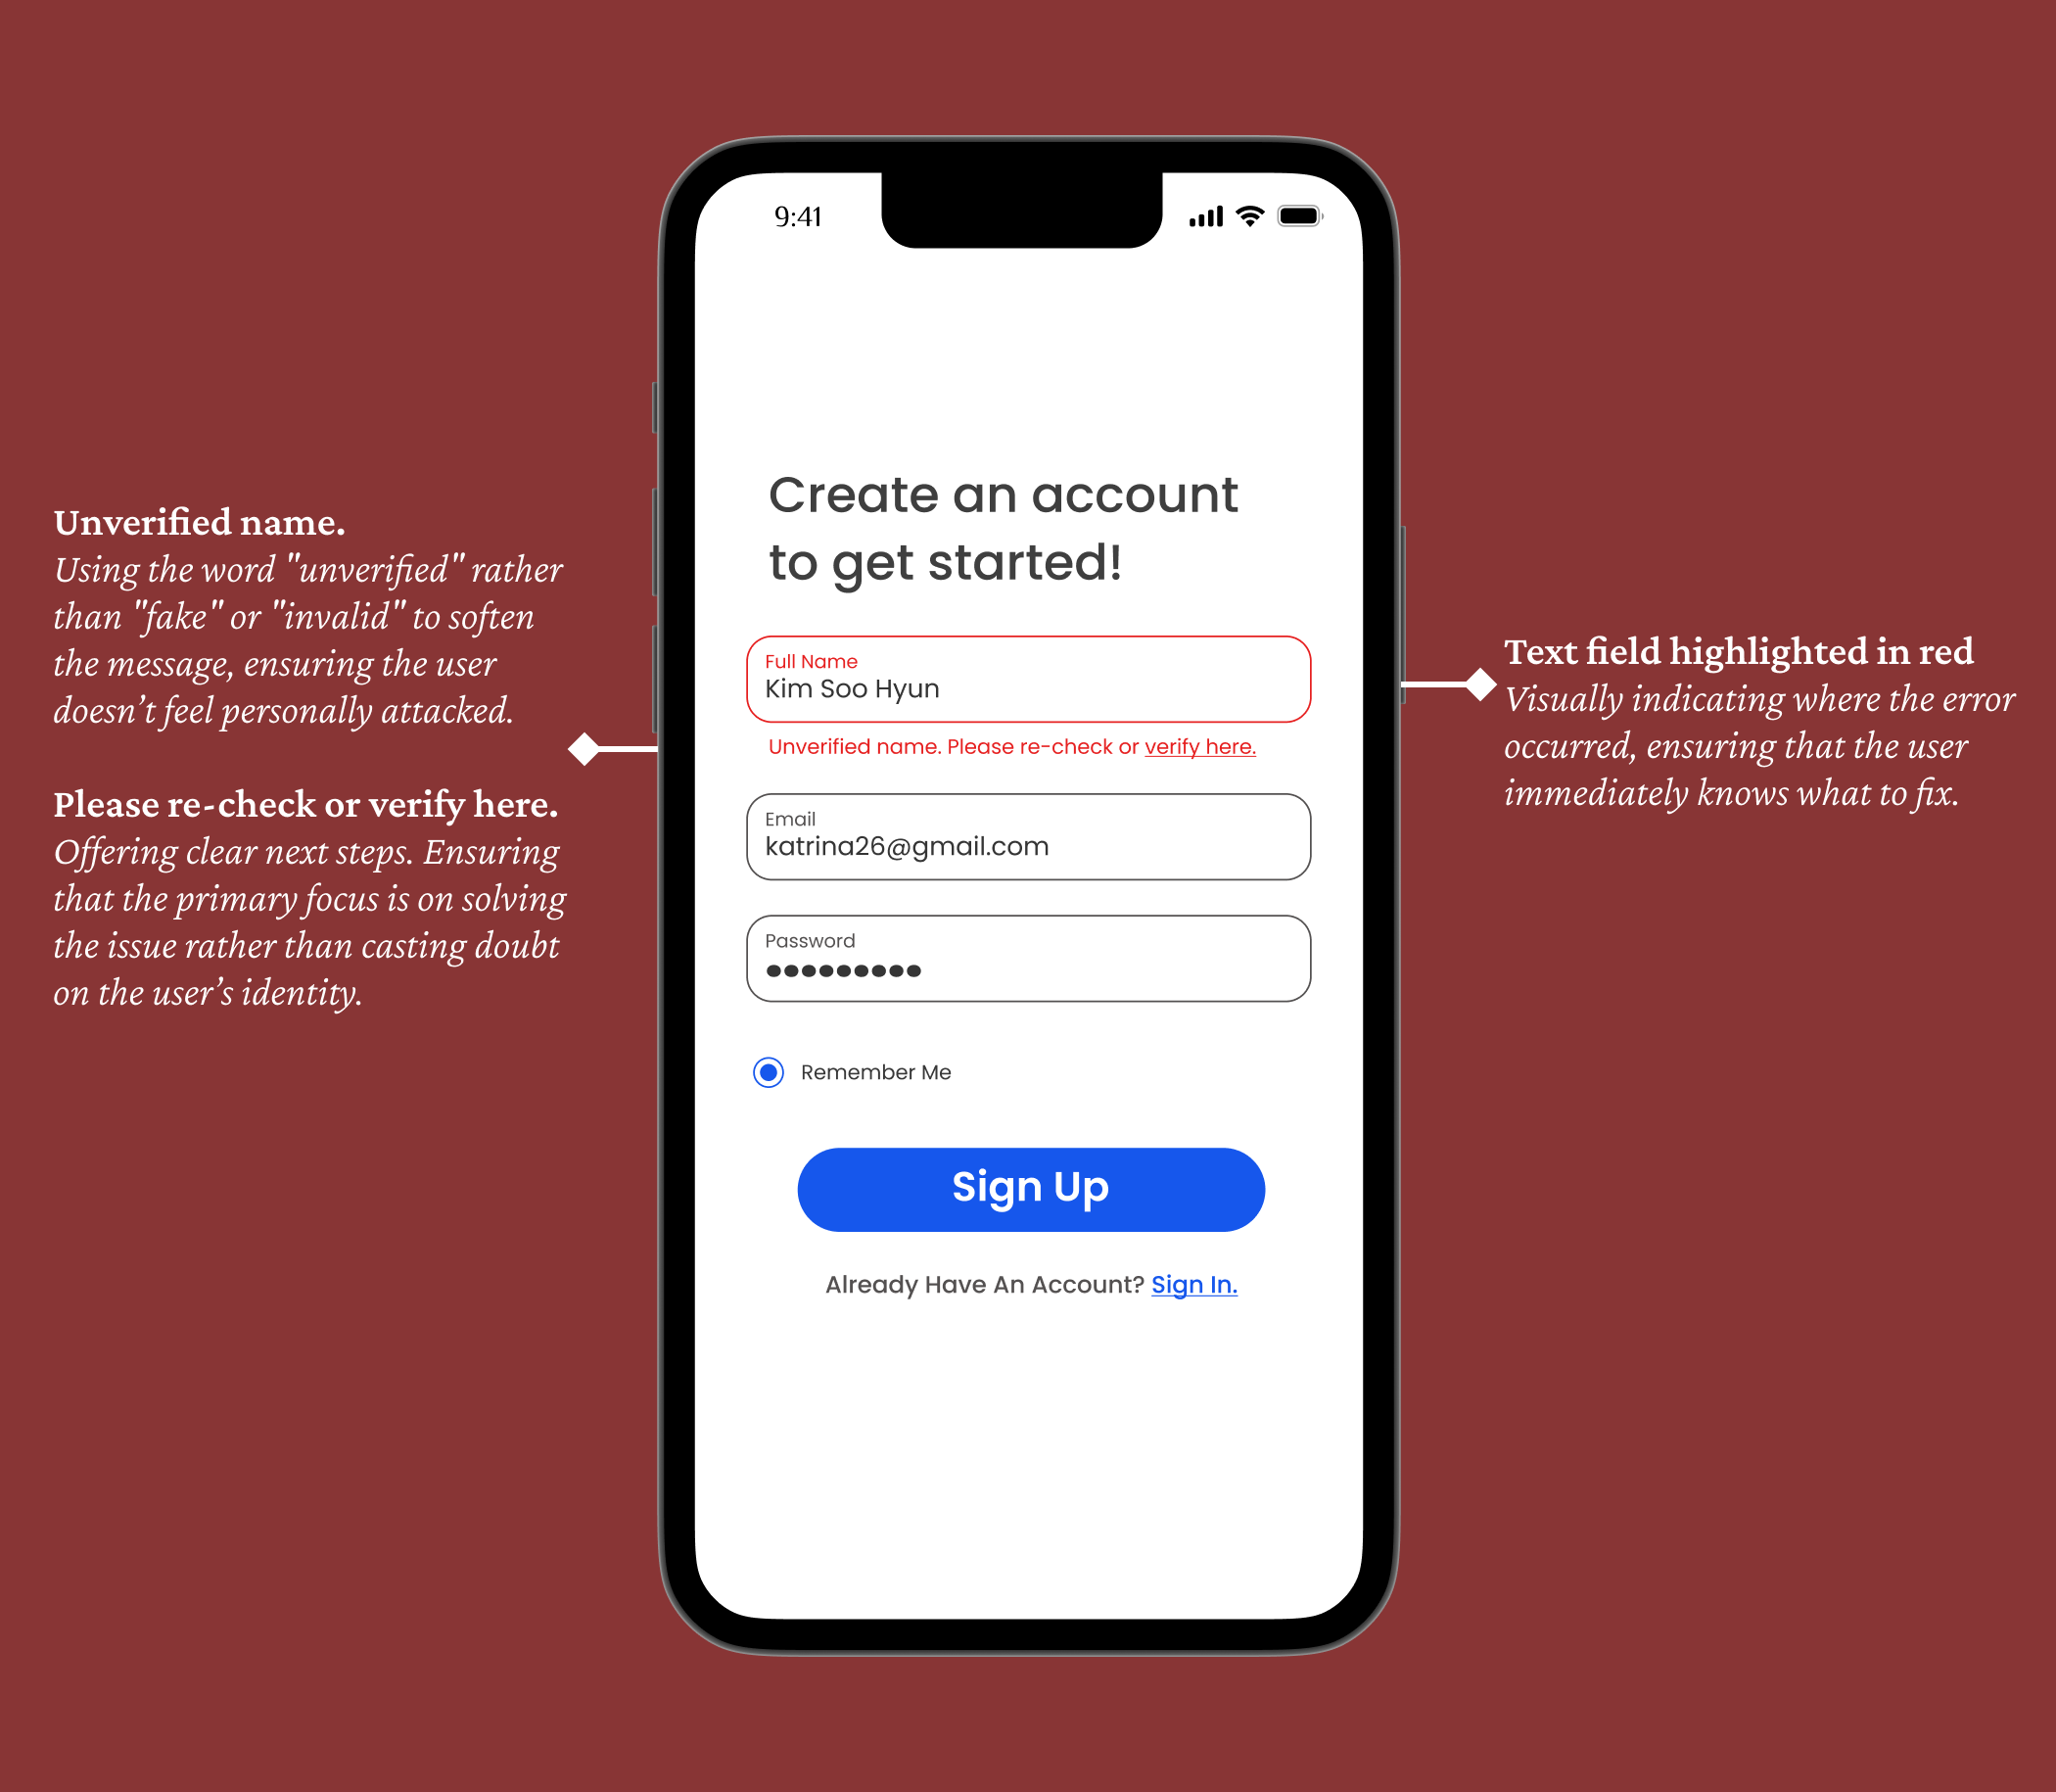 Unverified name.
Using the word "unverified" rather
than "fake" or "invalid" to soften
the message, ensuring the user
doesn’t feel personally attacked.
Please re-check or verify here.
Offering clear next steps. Ensuring
that the primary focus is on solving
the issue rather than casting doubt
on the user’s identity.
9:41
Create an account
to get started!
Full Name
Kim Soo Hyun
Unverified name. Please re-check or verify here.
Email
katrina26@gmail.com
Password
Remember Me
Sign Up
Already Have An Account? Sign In.
Text field highlighted in red
Visually indicating where the error
occurred, ensuring that the user
immediately knows what to fix.